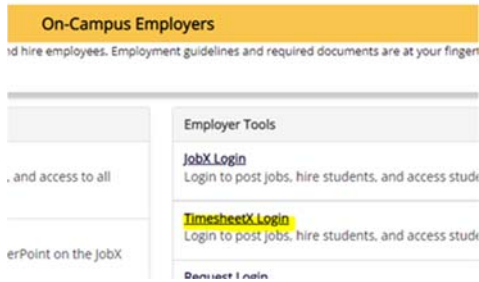 On-Campus Employers
nd hire employees. Employment guidelines and required documents are at your finger
Employer Tools
JobX Login
, and access to all
Login to post jobs, hire students, and access stude
TimesheetX Login
Login to post jobs, hire students, and access stude
erPoint on the JobX
Request Login